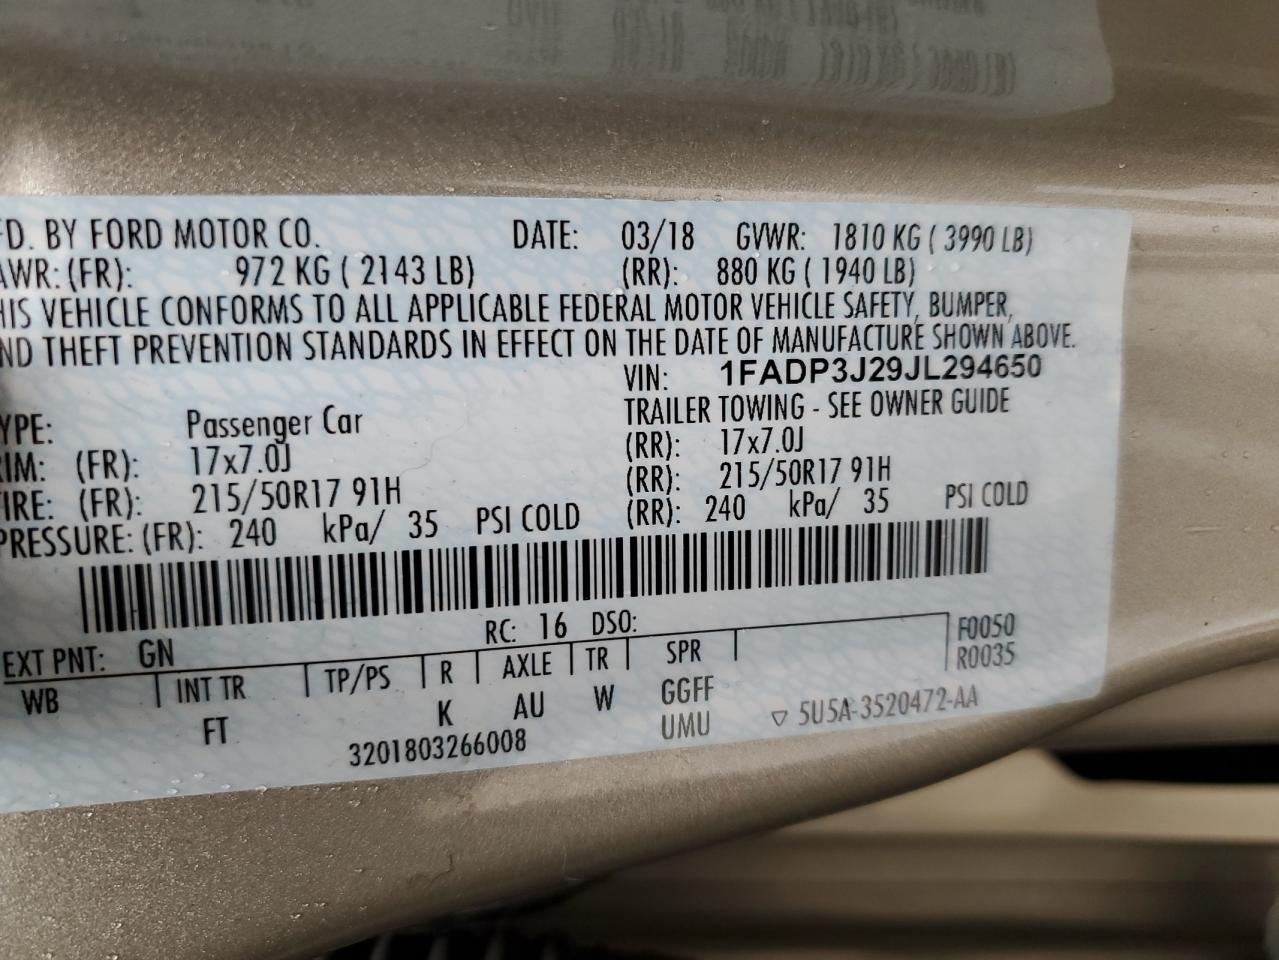 FD. BY FORD MOTOR CO. DATE: 03/18 GVWR: 1810 KG ( 3990 LB)
AWR: (FR): 972 KG ( 2143 LB) (RR): 880 KG ( 1940 LB)
HIS VEHICLE CONFORMS TO ALL APPLICABLE FEDERAL MOTOR VEHICLE SAFETY, BUMPER,
ND THEFT PREVENTION STANDARDS IN EFFECT ON THE DATE OF MANUFACTURE SHOWN ABOVE.
VIN: 1FADP3J29JL294650
YPE: Passenger Car TRAILER TOWING - SEE OWNER GUIDE
IM: (FR): 17x7.0J (RR): 17x7.0J
IRE: (FR): 215/50R17 91H (RR): 215/50R17 91H
PRESSURE: (FR): 240 kPa/ 35 PSI COLD (RR): 240 kPa/ 35 PSI COLD
RC: 16 DSO:
EXT PNT: GN F0050
R0035
WB INT TR TP/PS R AXLE TR SPR
FT K AU W GGFF
UMU
3201803266008 ▽ 5U5A-3520472-AA